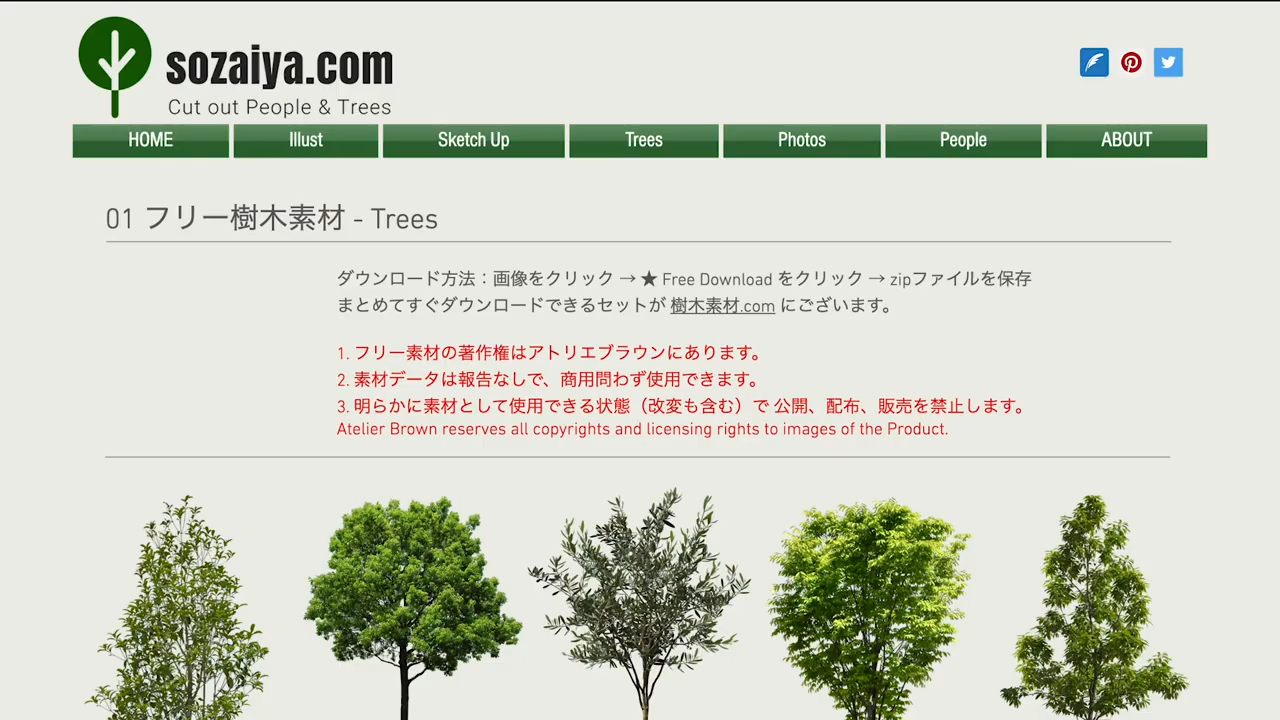 sozaiya.com
Cut out People & Trees
HOME Illust Sketch Up Trees Photos People ABOUT
01 フリー樹木素材 - Trees
ダウンロード方法：画像をクリック → ★ Free Download をクリック → zipファイルを保存
まとめてすぐダウンロードできるセットが 樹木素材.com にございます。
1. フリー素材の著作権はアトリエブラウンにあります。
2. 素材データは報告なしで、商用問わず使用できます。
3. 明らかに素材として使用できる状態（改変も含む）で 公開、配布、販売を禁止します。
Atelier Brown reserves all copyrights and licensing rights to images of the Product.